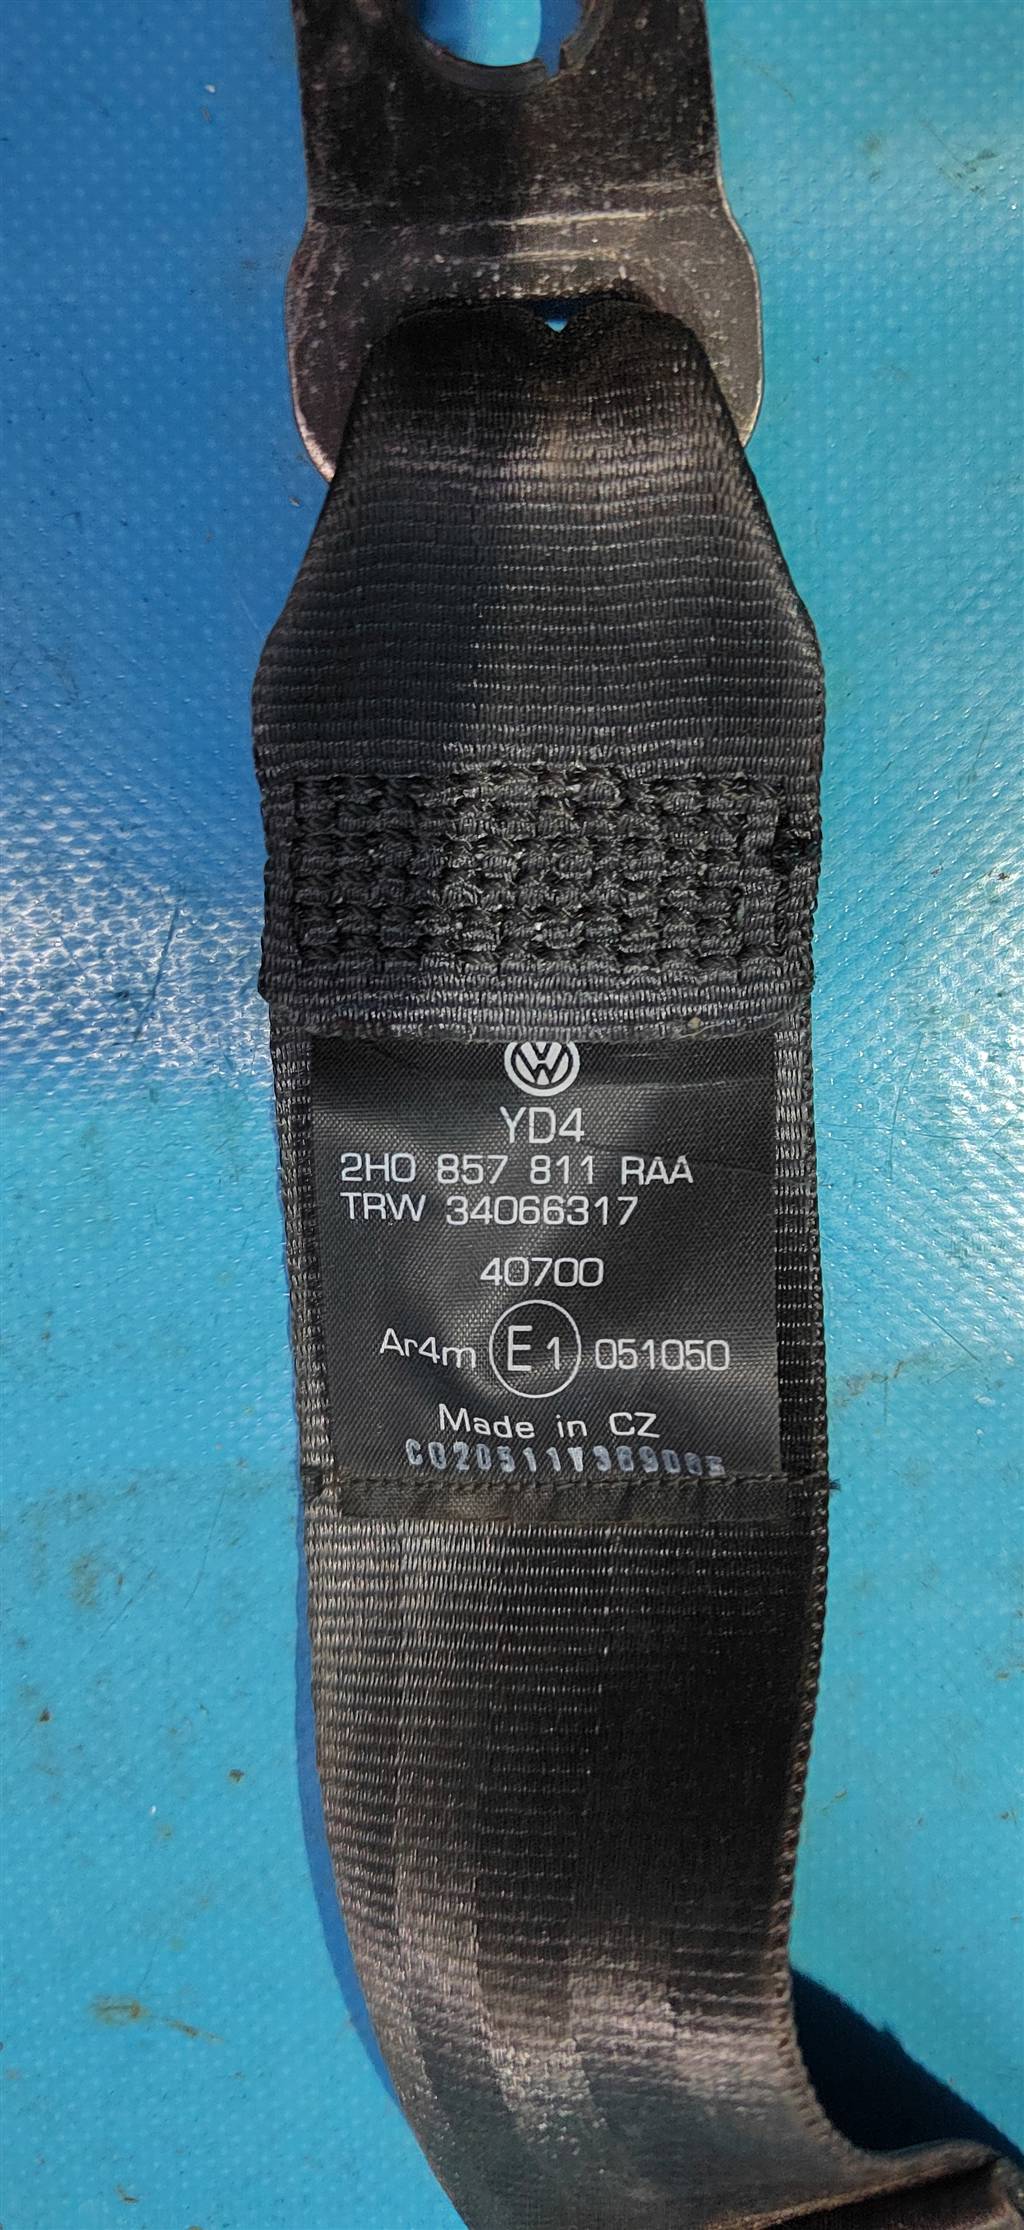 YD4
2H0 857 811 RAA
TRW 34066317
40700
Ar4m E1 051050
Made in CZ